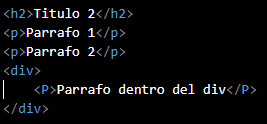 <h2>Titulo 2</h2>
<p>Parrafo 1</p>
<p>Parrafo 2</p>
<div>
    <P>Parrafo dentro del div</P>
</div>